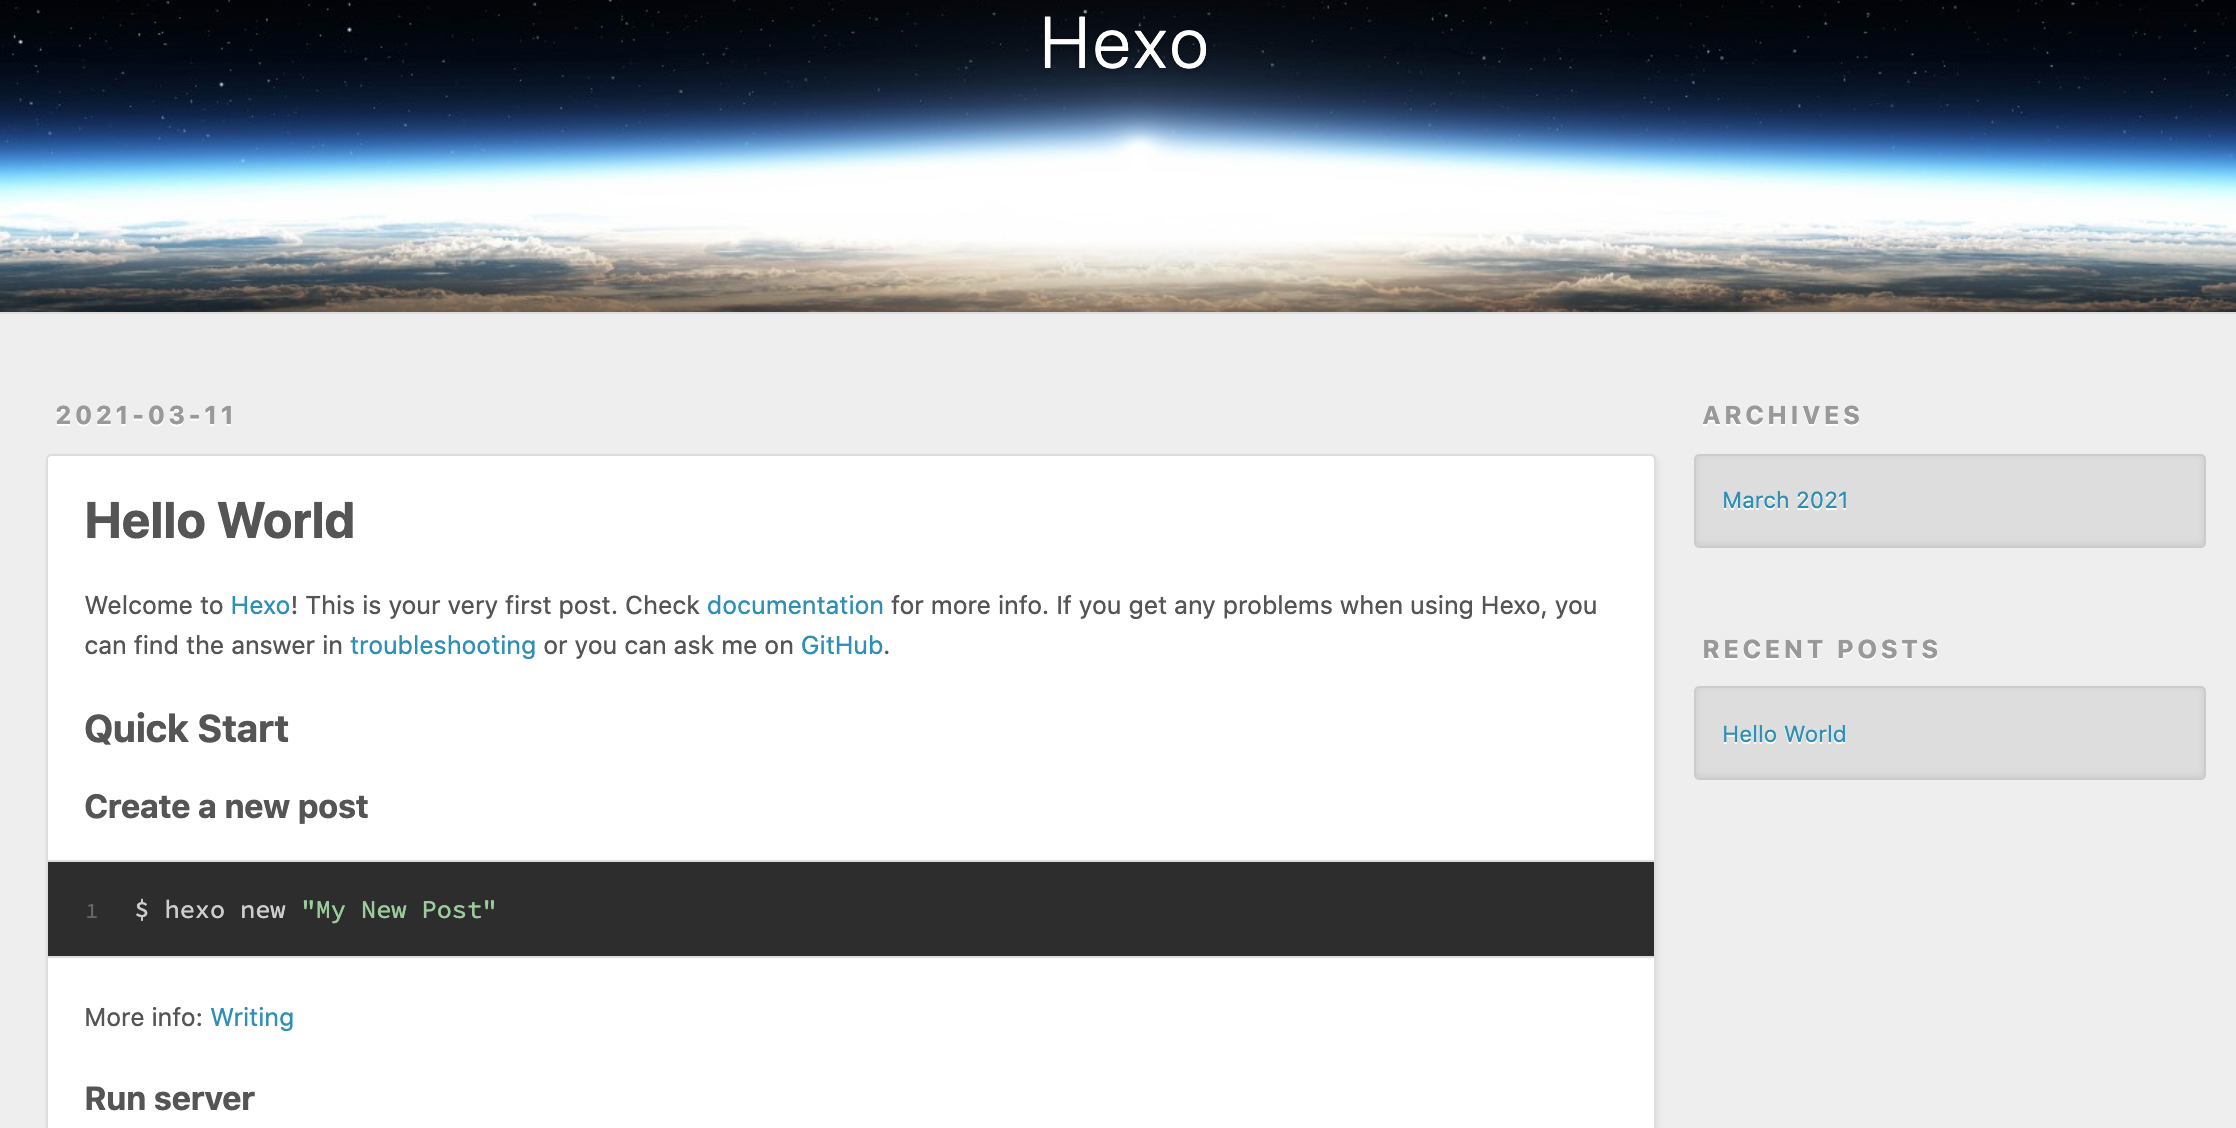 Hexo
2021-03-11
Hello World
Welcome to Hexo! This is your very first post. Check documentation for more info. If you get any problems when using Hexo, you
can find the answer in troubleshooting or you can ask me on GitHub.
Quick Start
Create a new post
1 $ hexo new "My New Post"
More info: Writing
Run server
ARCHIVES
March 2021
RECENT POSTS
Hello World